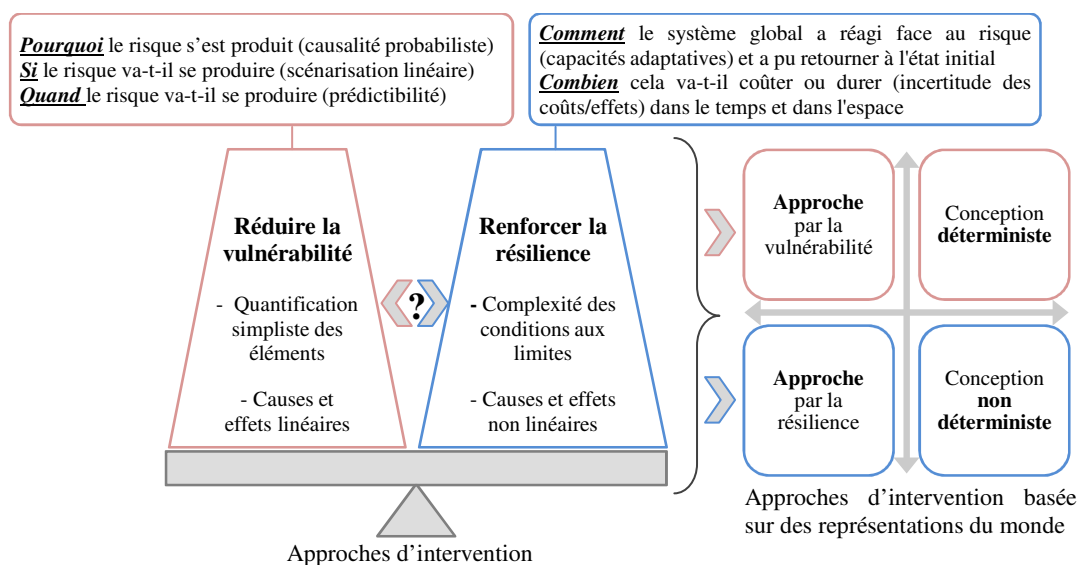 Pourquoi le risque s'est produit (causalité probabiliste)
Si le risque va-t-il se produire (scénarisation linéaire)
Quand le risque va-t-il se produire (prédictibilité)
Comment le système global a réagi face au risque
(capacités adaptatives) et a pu retourner à l'état initial
Combien cela va-t-il coûter ou durer (incertitude des
coûts/effets) dans le temps et dans l'espace
Réduire la
vulnérabilité
- Quantification
simpliste des
éléments
- Causes et
effets linéaires
?
Renforcer la
résilience
- Complexité des
conditions aux
limites
- Causes et effets
non linéaires
Approches d'intervention
Approche
par la
vulnérabilité
Conception
déterministe
Approche
par la
résilience
Conception
non
déterministe
Approches d'intervention basée
sur des représentations du monde